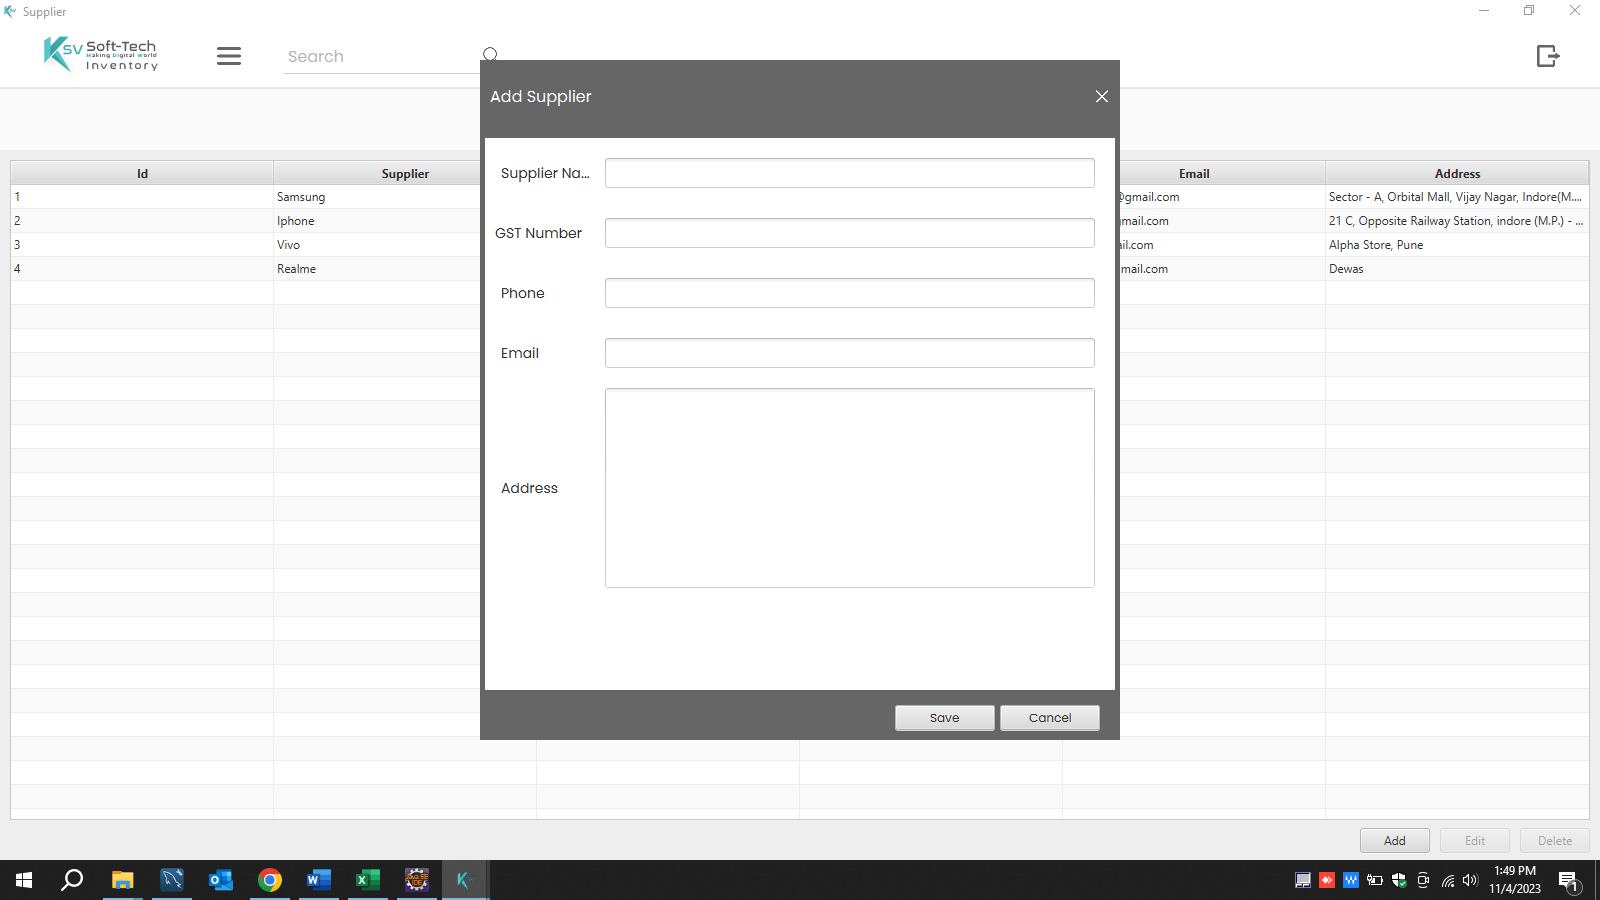 Supplier
Ksv Soft-Tech
Making Digital World
Inventory
Search
Add Supplier
Id
Supplier
Email
Address
1
Samsung
@gmail.com
Sector - A, Orbital Mall, Vijay Nagar, Indore(M....
2
Iphone
gmail.com
21 C, Opposite Railway Station, indore (M.P.) - ...
3
Vivo
ail.com
Alpha Store, Pune
4
Realme
mail.com
Dewas
Supplier Na...
GST Number
Phone
Email
Address
Save
Cancel
Add
Edit
Delete
1:49 PM
11/4/2023
1